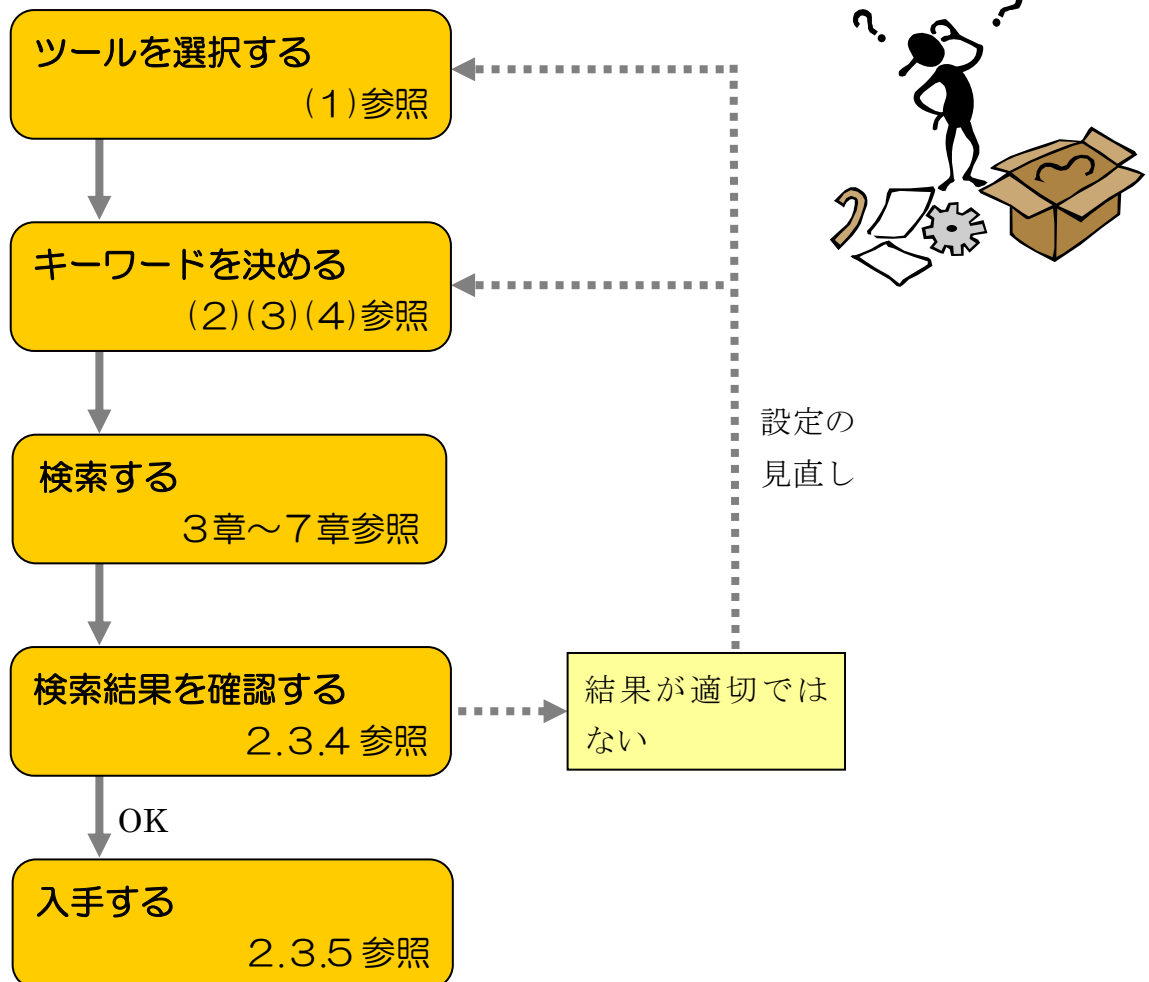 ツールを選択する
(1)参照
キーワードを決める
(2)(3)(4)参照
設定の
見直し
検索する
3章～7章参照
検索結果を確認する
2.3.4 参照
結果が適切では
ない
OK
入手する
2.3.5 参照